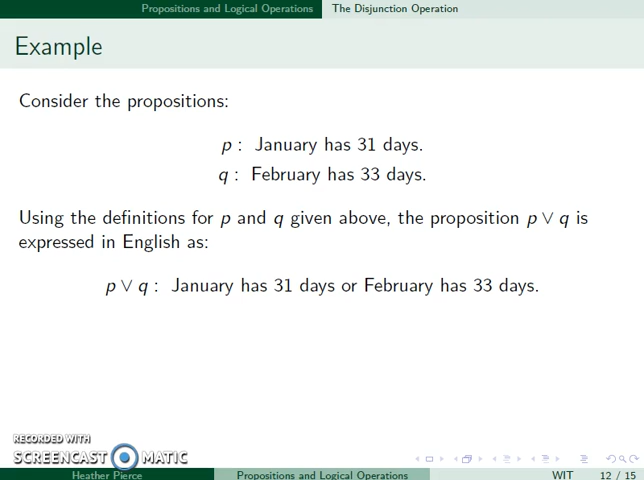 Propositions and Logical Operations The Disjunction Operation
Example
Consider the propositions:
p : January has 31 days.
q : February has 33 days.
Using the definitions for p and q given above, the proposition p ∨ q is
expressed in English as:
p ∨ q : January has 31 days or February has 33 days.
RECORDED WITH
SCREENCAST MATIC
Heather Pierce Propositions and Logical Operations WIT 12 / 15